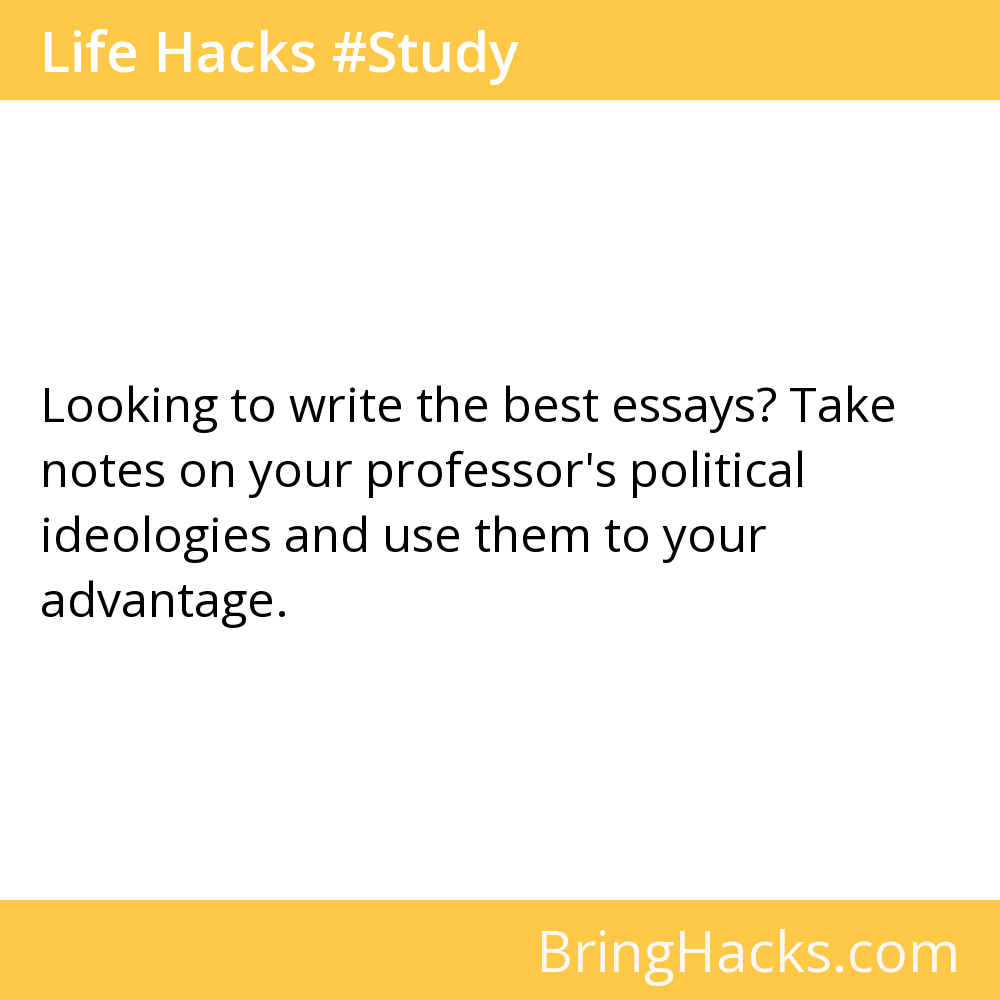 Life Hacks #Study
Looking to write the best essays? Take
notes on your professor's political
ideologies and use them to your
advantage.
BringHacks.com